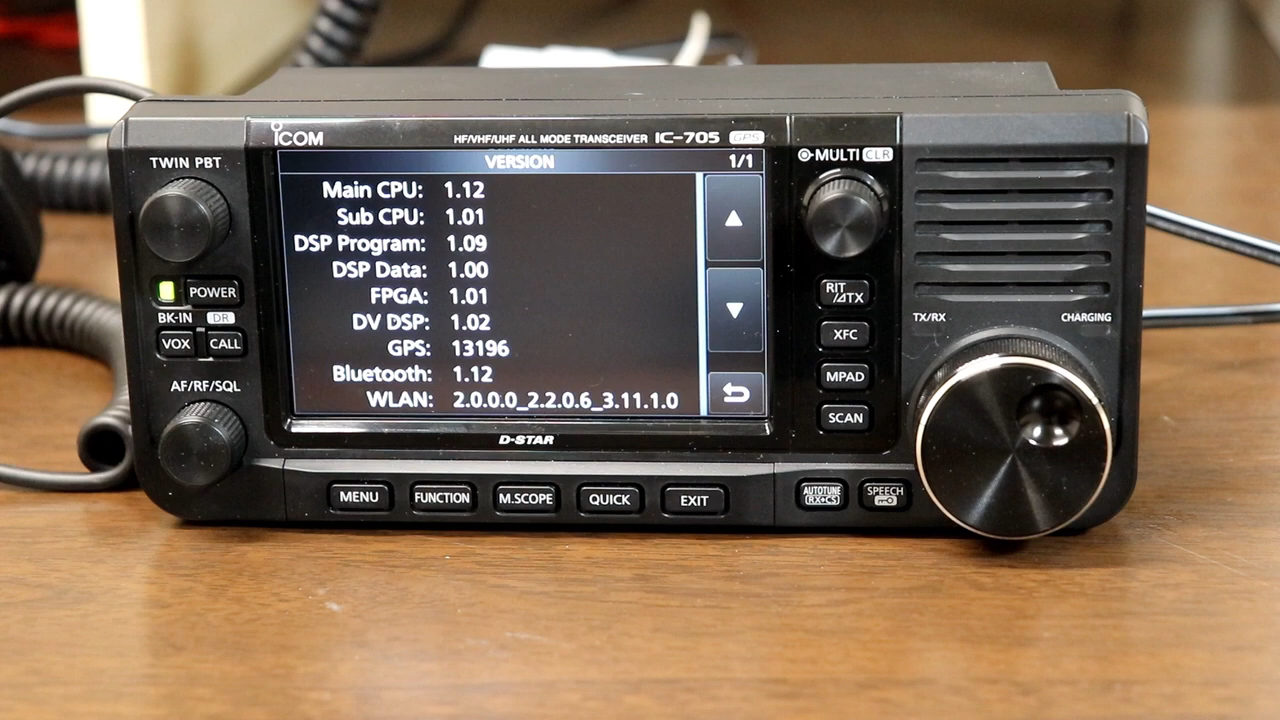 ICOM
HF/VHF/UHF ALL MODE TRANSCEIVER IC-705 GPS
TWIN PBT
VERSION 1/1
MULTI CLR
Main CPU: 1.12
Sub CPU: 1.01
DSP Program: 1.09
DSP Data: 1.00
FPGA: 1.01
DV DSP: 1.02
GPS: 13196
Bluetooth: 1.12
WLAN: 2.0.0.0_2.2.0.6_3.11.1.0
POWER
BK-IN DR
VOX CALL
AF/RF/SQL
RIT/⊿TX
XFC
MPAD
SCAN
TX/RX CHARGING
D-STAR
MENU FUNCTION M.SCOPE QUICK EXIT
AUTOTUNE
RX→CS
SPEECH